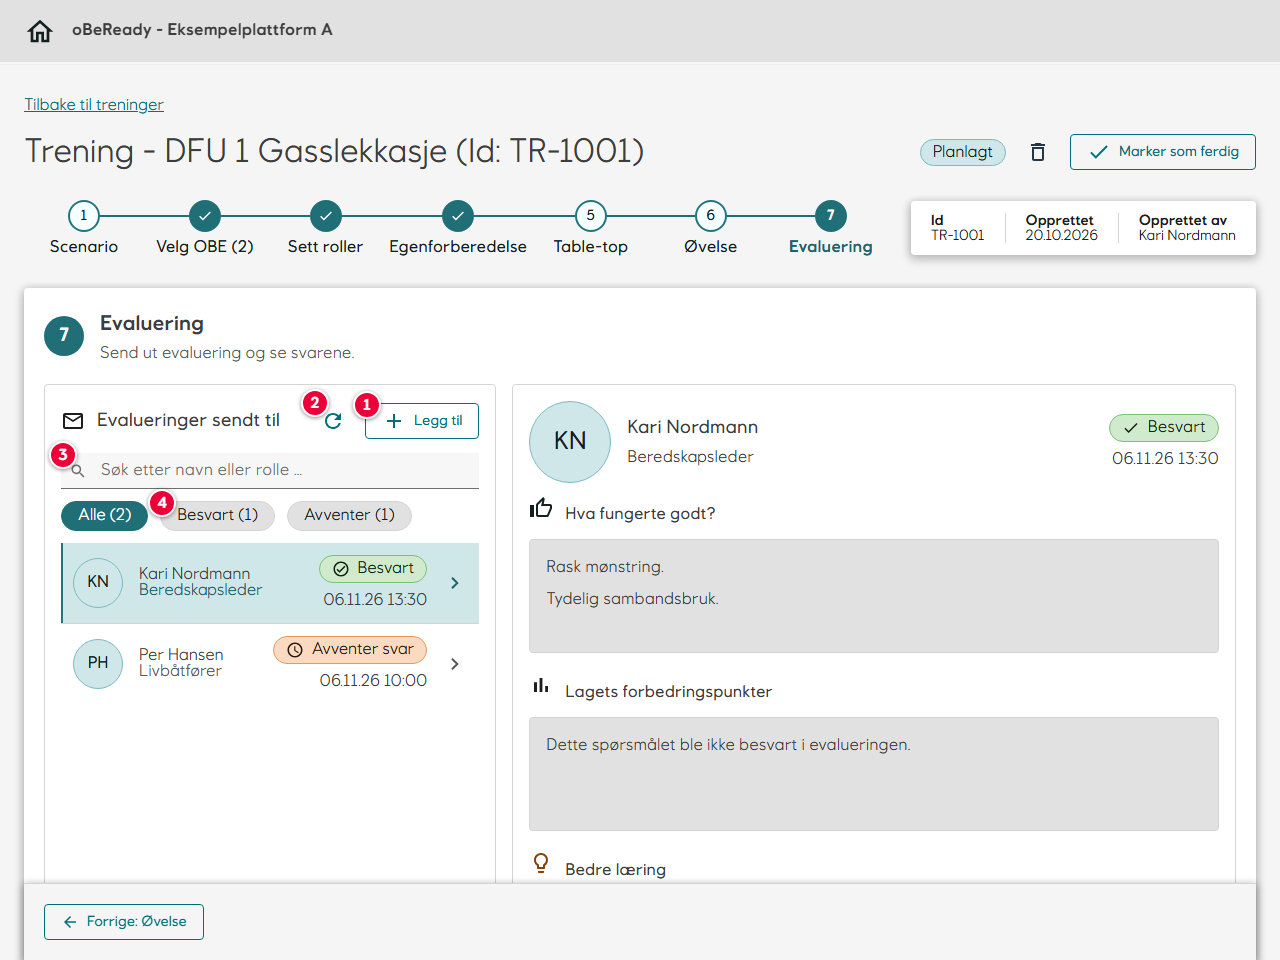 oBeReady - Eksempelplattform A
Tilbake til treninger
Trening - DFU 1 Gasslekkasje (Id: TR-1001)
Planlagt
Marker som ferdig
1
5
6
7
Scenario
Velg OBE (2)
Sett roller
Egenforberedelse
Table-top
Øvelse
Evaluering
Id
TR-1001
Opprettet
20.10.2026
Opprettet av
Kari Nordmann
7
Evaluering
Send ut evaluering og se svarene.
Evalueringer sendt til
2
1
Legg til
3
Søk etter navn eller rolle ...
Alle (2)
4
Besvart (1)
Avventer (1)
KN
Kari Nordmann
Beredskapsleder
Besvart
06.11.26 13:30
PH
Per Hansen
Livbåtfører
Avventer svar
06.11.26 10:00
KN
Kari Nordmann
Beredskapsleder
Besvart
06.11.26 13:30
Hva fungerte godt?
Rask mønstring.
Tydelig sambandsbruk.
Lagets forbedringspunkter
Dette spørsmålet ble ikke besvart i evalueringen.
Bedre læring
Forrige: Øvelse